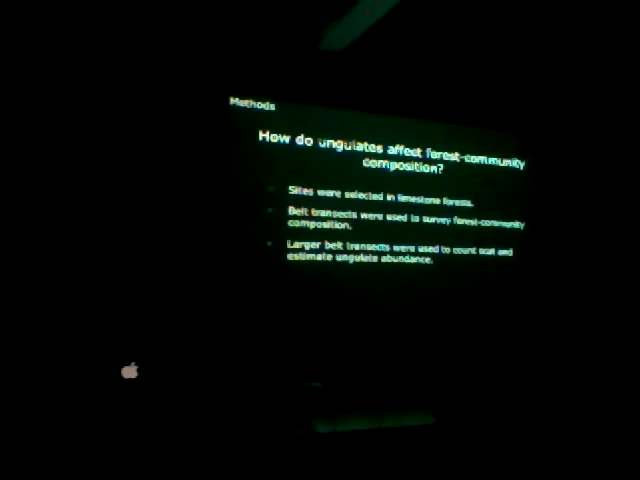 Methods
How do ungulates affect forest-community
composition?
Sites were selected in limestone forests.
Belt transects were used to survey forest-community
composition.
Larger belt transects were used to count scat and
estimate ungulate abundance.